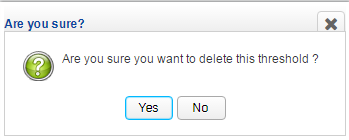 Are you sure?
Are you sure you want to delete this threshold ?
Yes No